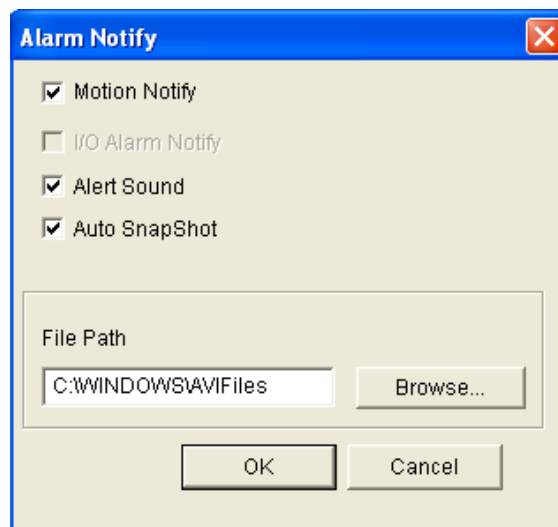 Alarm Notify
Motion Notify
I/O Alarm Notify
Alert Sound
Auto SnapShot
File Path
C:\WINDOWS\AVIFiles
Browse...
OK
Cancel